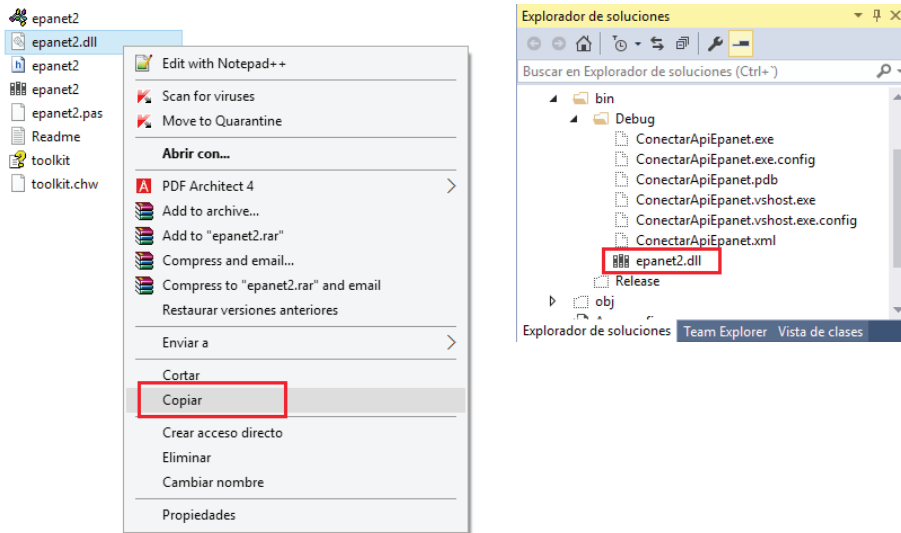 epanet2
epanet2.dll
epanet2
epanet2
epanet2.pas
Readme
toolkit
toolkit.chw
Edit with Notepad++
Scan for viruses
Move to Quarantine
Abrir con...
PDF Architect 4
Add to archive...
Add to "epanet2.rar"
Compress and email...
Compress to "epanet2.rar" and email
Restaurar versiones anteriores
Enviar a
Cortar
Copiar
Crear acceso directo
Eliminar
Cambiar nombre
Propiedades
Explorador de soluciones
Buscar en Explorador de soluciones (Ctrl+¨)
bin
Debug
ConectarApiEpanet.exe
ConectarApiEpanet.exe.config
ConectarApiEpanet.pdb
ConectarApiEpanet.vshost.exe
ConectarApiEpanet.vshost.exe.config
ConectarApiEpanet.xml
epanet2.dll
Release
obj
Explorador de soluciones Team Explorer Vista de clases